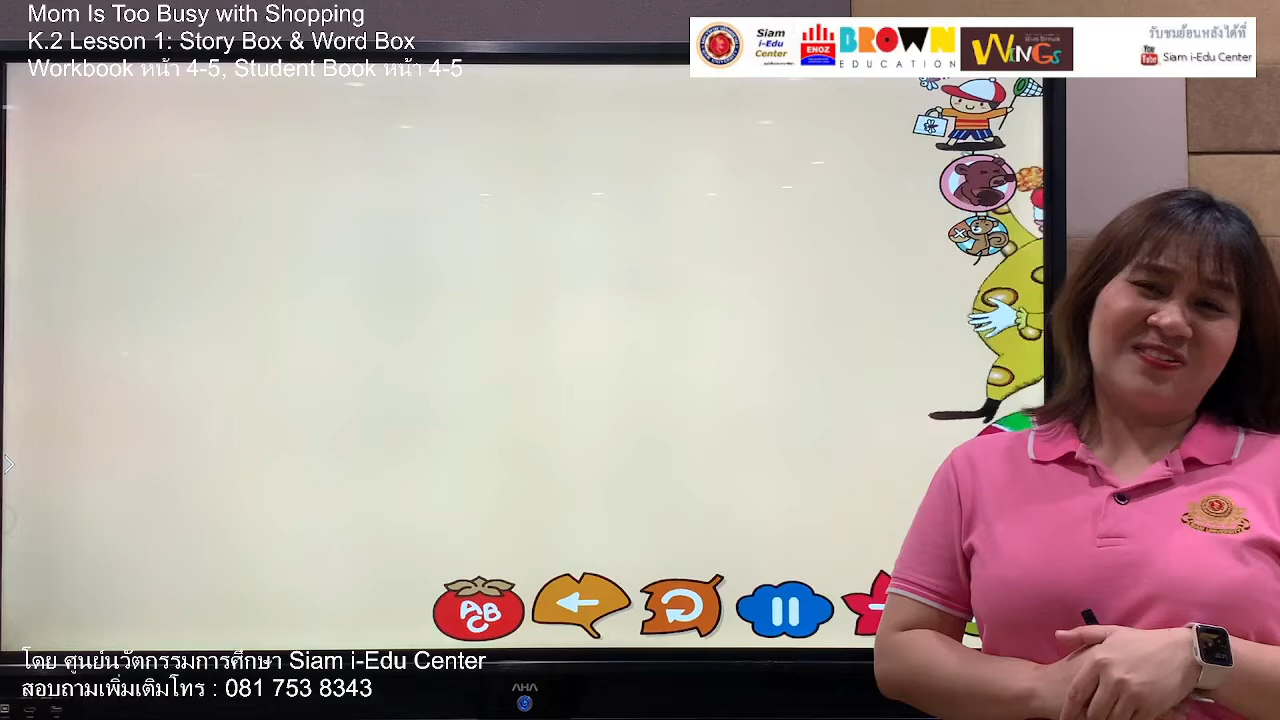 Mom Is Too Busy with Shopping
K.2 Lesson 1: Story Box & Word Box
Workbook หน้า 4-5, Student Book หน้า 4-5
Siam
i-Edu
Center
ENOZ
BROWN
EDUCATION
WiNGs
รับชมย้อนหลังได้ที่
You
Tube
Siam i-Edu Center
ABC
โดย ศูนย์นวัตกรรมการศึกษา Siam i-Edu Center
สอบถามเพิ่มเติมโทร : 081 753 8343
AHA